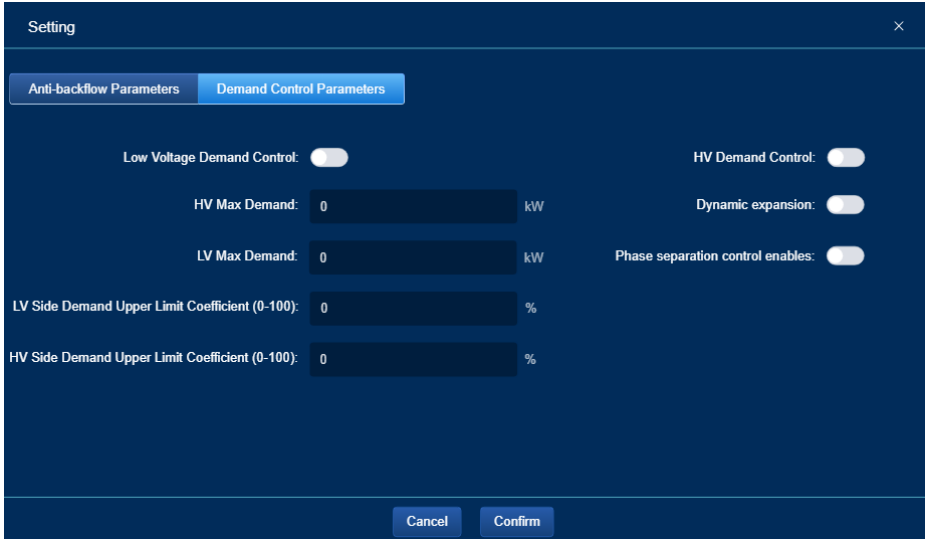 Setting
×
Anti-backflow Parameters Demand Control Parameters
Low Voltage Demand Control: HV Demand Control:
HV Max Demand: 0 kW Dynamic expansion:
LV Max Demand: 0 kW Phase separation control enables:
LV Side Demand Upper Limit Coefficient (0-100): 0 %
HV Side Demand Upper Limit Coefficient (0-100): 0 %
Cancel Confirm